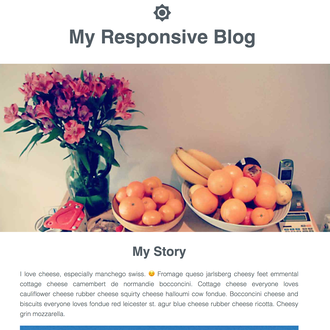 My Responsive Blog
My Story
I love cheese, especially manchego swiss. 😉 Fromage queso jarlsberg cheesy feet emmental
cottage cheese camembert de normandie bocconcini. Cottage cheese everyone loves
cauliflower cheese rubber cheese squirty cheese halloumi cow fondue. Bocconcini cheese and
biscuits everyone loves fondue red leicester st. agur blue cheese rubber cheese ricotta. Cheesy
grin mozzarella.